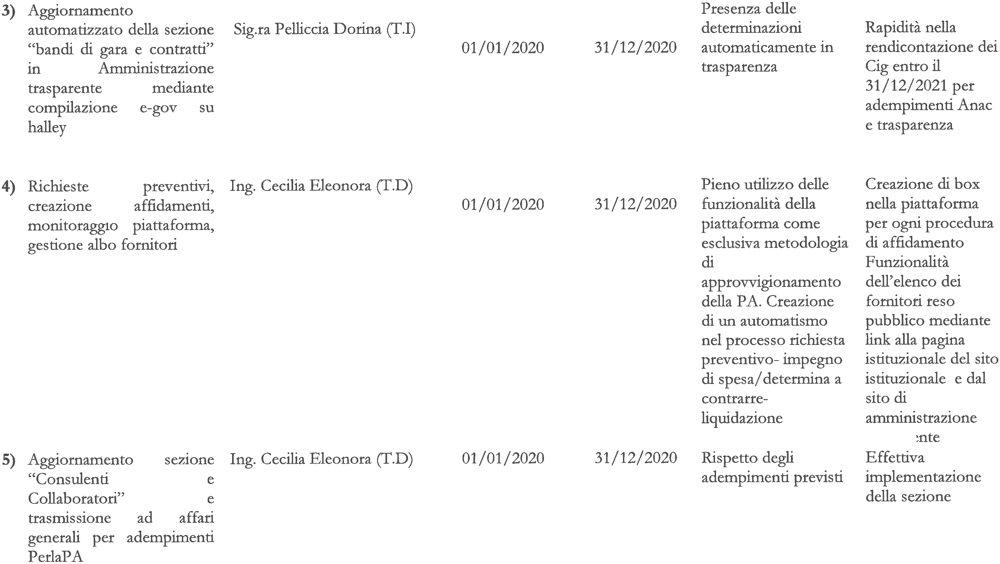 3) Aggiornamento
automatizzato della sezione
“bandi di gara e contratti”
in Amministrazione
trasparente mediante
compilazione e-gov su
halley
Sig.ra Pelliccia Dorina (T.I)
01/01/2020
31/12/2020
Presenza delle
determinazioni
automaticamente in
trasparenza
Rapidità nella
rendicontazione dei
Cig entro il
31/12/2021 per
adempimenti Anac
e trasparenza
4) Richieste preventivi,
creazione affidamenti,
monitoraggio piattaforma,
gestione albo fornitori
Ing. Cecilia Eleonora (T.D)
01/01/2020
31/12/2020
Pieno utilizzo delle
funzionalità della
piattaforma come
esclusiva metodologia
di
approvvigionamento
della PA. Creazione
di un automatismo
nel processo richiesta
preventivo- impegno
di spesa/determina a
contrarre-
liquidazione
Creazione di box
nella piattaforma
per ogni procedura
di affidamento
Funzionalità
dell’elenco dei
fornitori reso
pubblico mediante
link alla pagina
istituzionale del sito
istituzionale e dal
sito di
amministrazione
5) Aggiornamento sezione
“Consulenti e
Collaboratori” e
trasmissione ad affari
generali per adempimenti
PerlaPA
Ing. Cecilia Eleonora (T.D)
01/01/2020
31/12/2020
Rispetto degli
adempimenti previsti
Effettiva
implementazione
della sezione